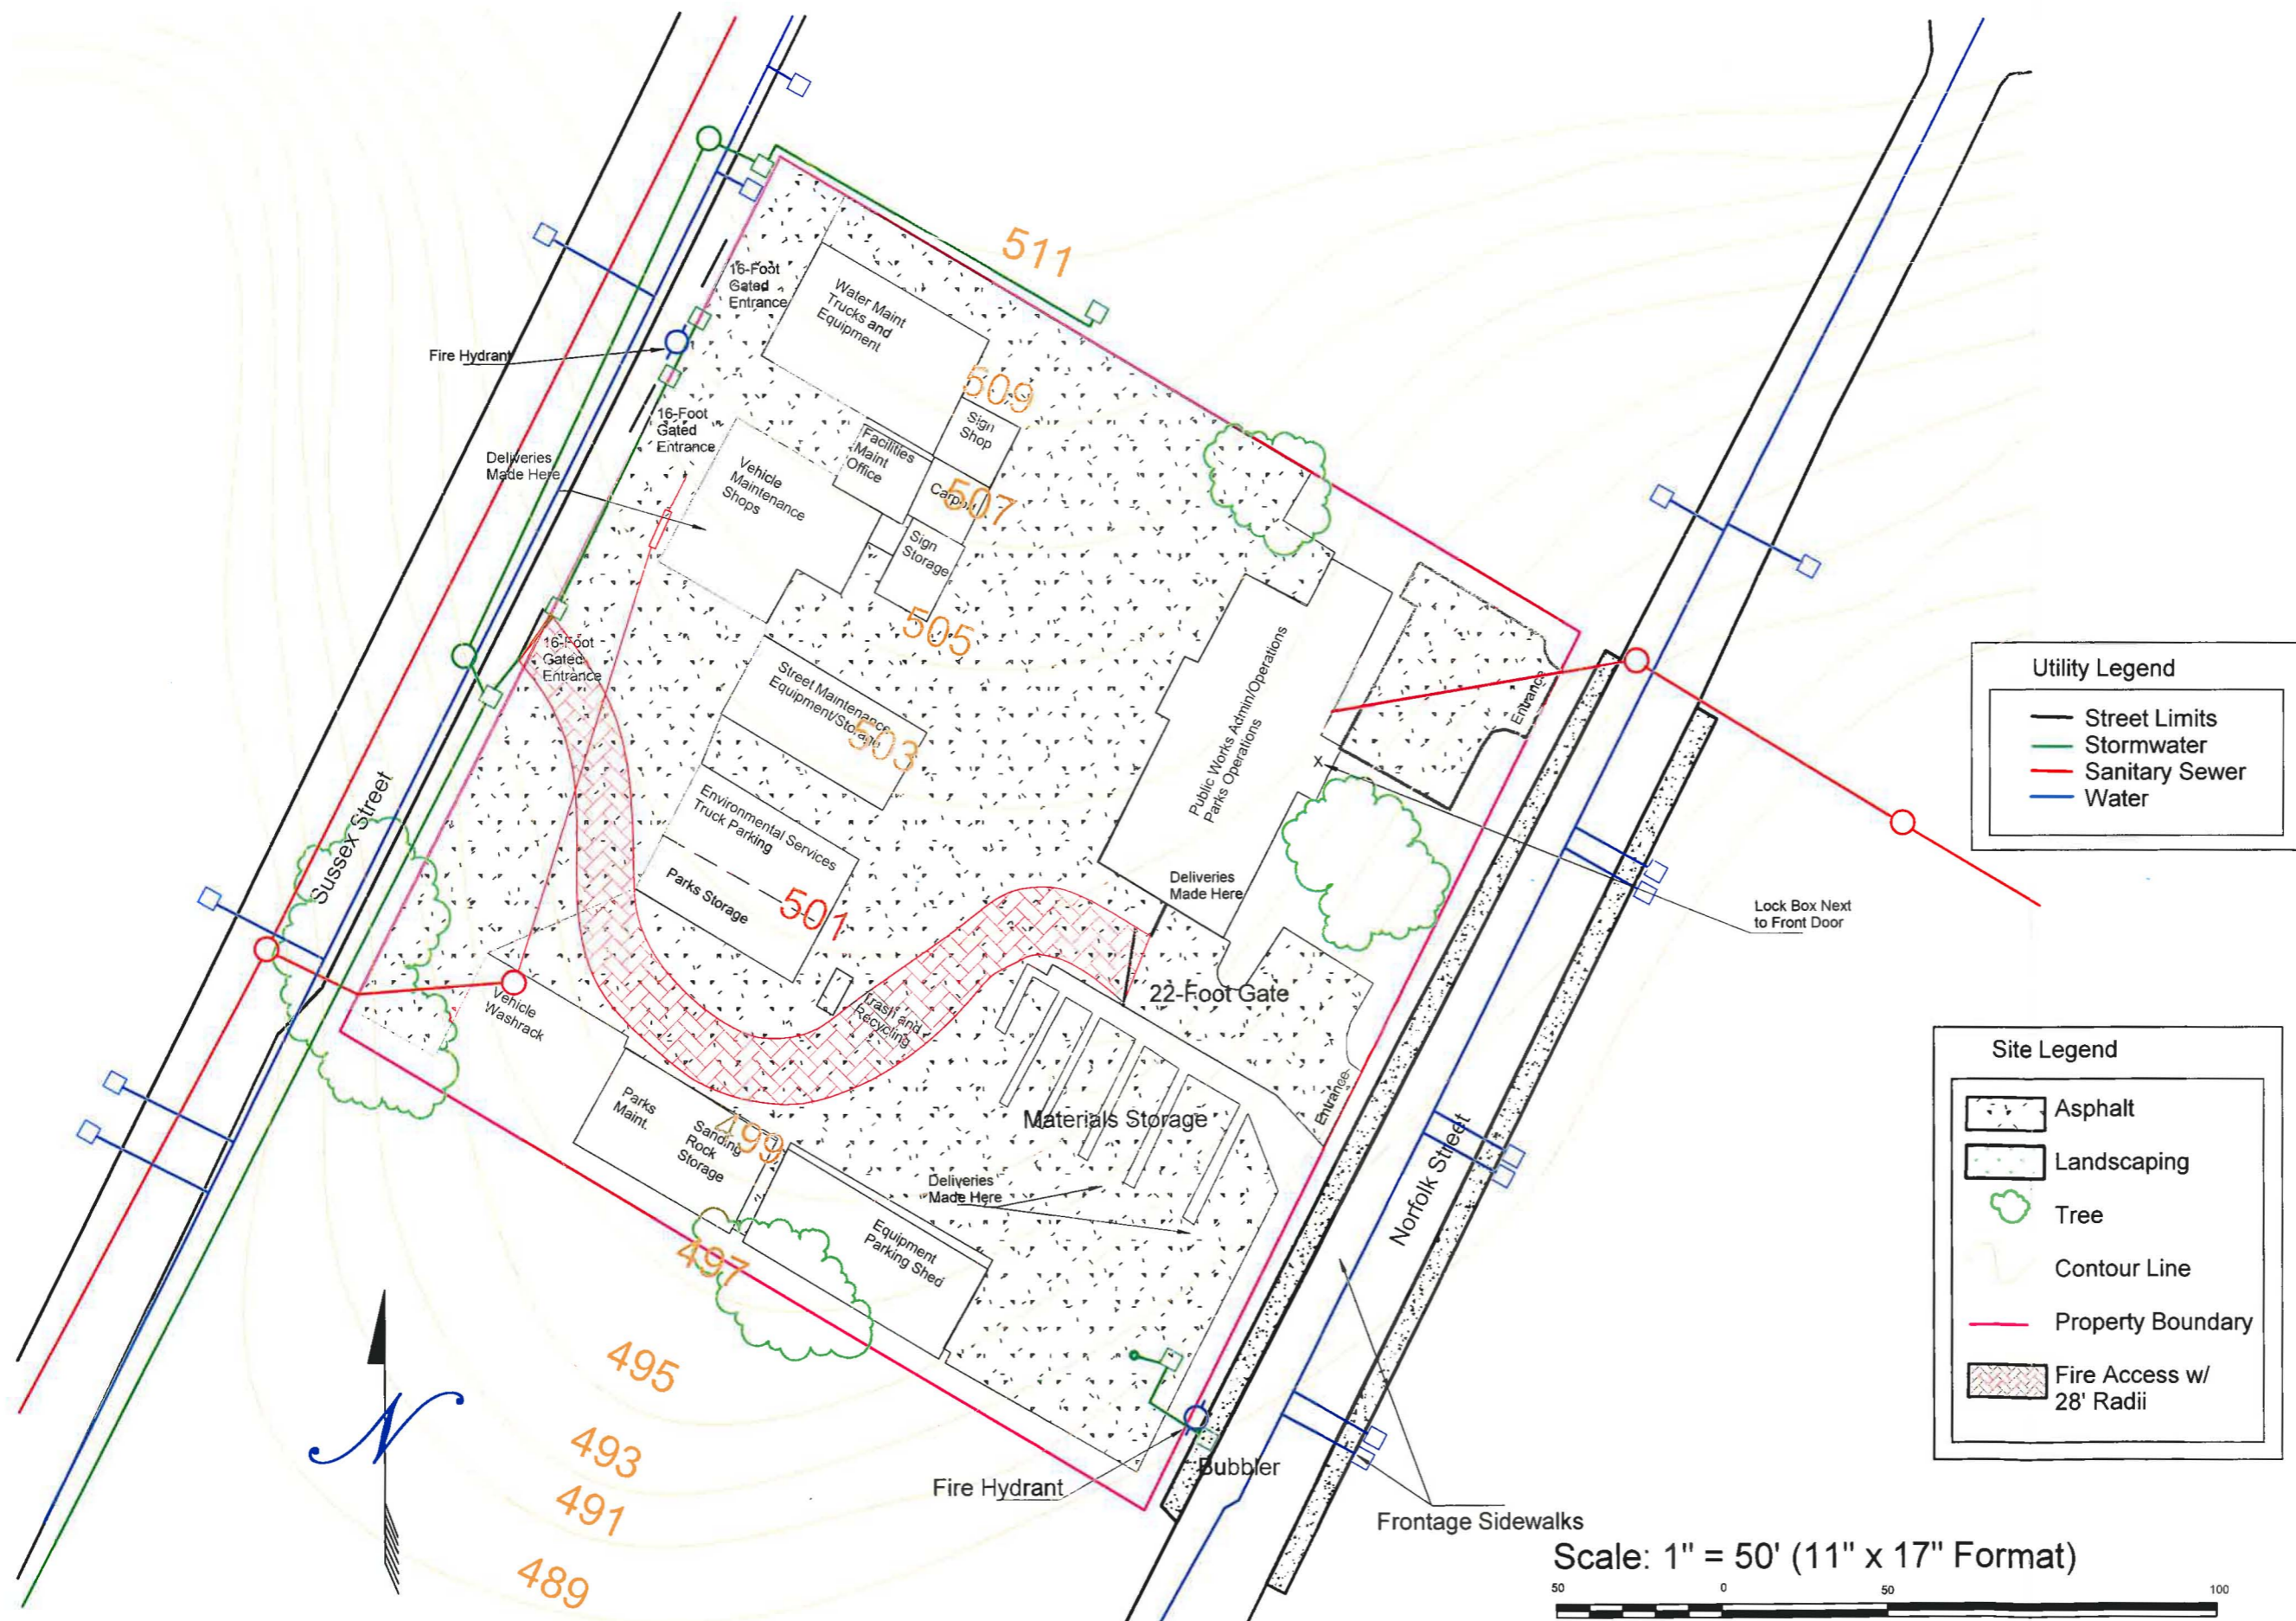 511
16-Foot
Gated
Entrance
Water Maint
Trucks and
Equipment
Fire Hydrant
509
16-Foot
Gated
Entrance
Sign
Shop
Facilities
Maint
Office
Deliveries
Made Here
Vehicle
Maintenance
Shops
507
Sign
Storage
505
16-Foot
Gated
Entrance
Street Maintenance
Equipment/Storage
503
Public Works Admin/Operations
Parks Operations
Entrance
Utility Legend
Street Limits
Stormwater
Sanitary Sewer
Water
Sussex Street
Environmental Services
Truck Parking
Parks Storage
501
X
Deliveries
Made Here
Lock Box Next
to Front Door
22-Foot Gate
Vehicle
Washrack
Trash and
Recycling
Entrance
Materials Storage
Parks
Maint.
Sanding
Rock
Storage
499
Deliveries
Made Here
Norfolk Street
Site Legend
Asphalt
Landscaping
Tree
Contour Line
Property Boundary
Fire Access w/
28' Radii
497
Equipment
Parking Shed
495
N
493
491
489
Fire Hydrant
Bubbler
Frontage Sidewalks
Scale: 1" = 50' (11" x 17" Format)
50 0 50 100